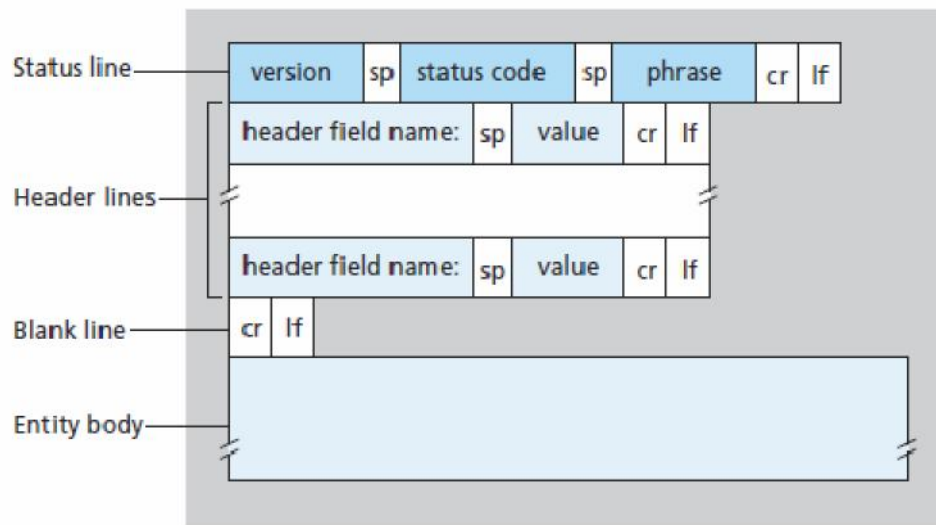 Status line version sp status code sp phrase cr lf
header field name: sp value cr lf
Header lines
header field name: sp value cr lf
Blank line cr lf
Entity body